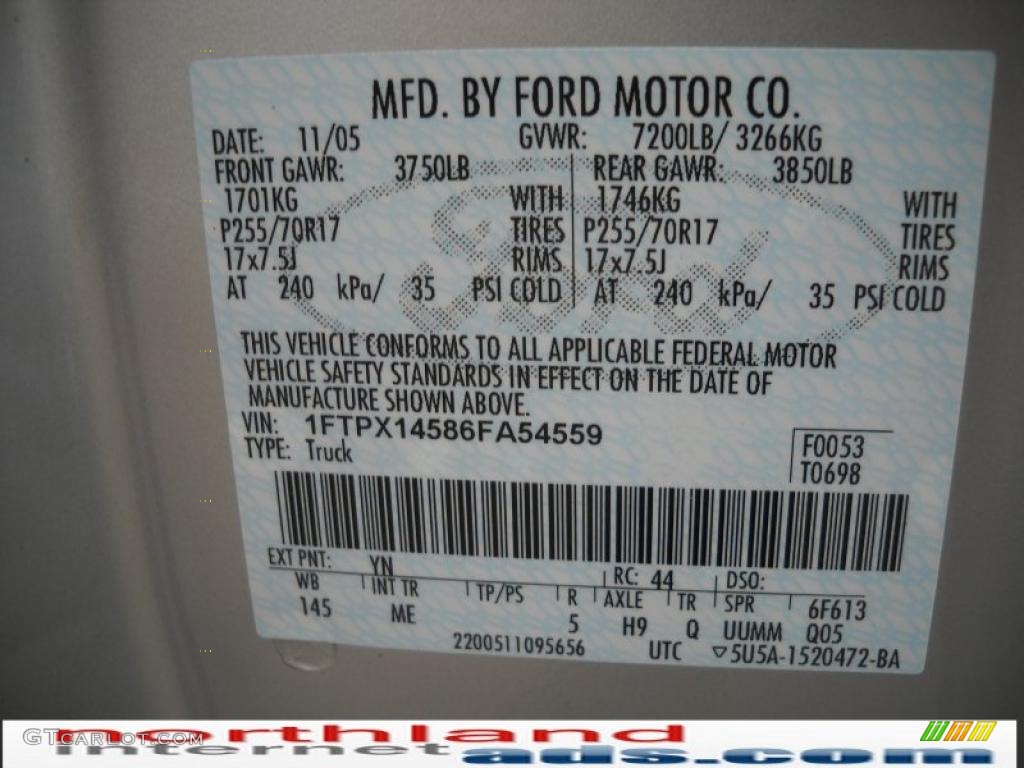 MFD. BY FORD MOTOR CO.
DATE: 11/05 GVWR: 7200LB/ 3266KG
FRONT GAWR: 3750LB REAR GAWR: 3850LB
1701KG WITH 1746KG WITH
P255/70R17 TIRES P255/70R17 TIRES
17x7.5J RIMS 17x7.5J RIMS
AT 240 kPa/ 35 PSI COLD AT 240 kPa/ 35 PSI COLD
Ford
THIS VEHICLE CONFORMS TO ALL APPLICABLE FEDERAL MOTOR
VEHICLE SAFETY STANDARDS IN EFFECT ON THE DATE OF
MANUFACTURE SHOWN ABOVE.
VIN: 1FTPX14586FA54559
TYPE: Truck
F0053
T0698
EXT PNT: YN RC: 44 DSO:
WB INT TR TP/PS R AXLE TR SPR 6F613
145 ME 5 H9 Q UUMM Q05
2200511095656 UTC ▽5U5A-1520472-BA
GTCarLot.com
northland
internet ads.com